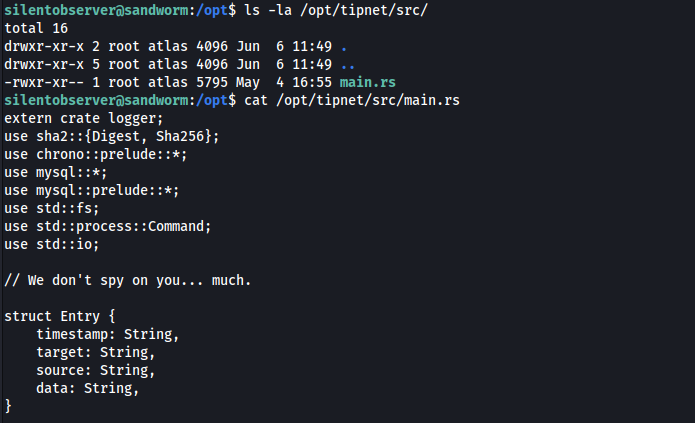 silentobserver@sandworm:/opt$ ls -la /opt/tipnet/src/
total 16
drwxr-xr-x 2 root atlas 4096 Jun  6 11:49 .
drwxr-xr-x 5 root atlas 4096 Jun  6 11:49 ..
-rwxr-xr-- 1 root atlas 5795 May  4 16:55 main.rs
silentobserver@sandworm:/opt$ cat /opt/tipnet/src/main.rs
extern crate logger;
use sha2::{Digest, Sha256};
use chrono::prelude::*;
use mysql::*;
use mysql::prelude::*;
use std::fs;
use std::process::Command;
use std::io;

// We don't spy on you... much.

struct Entry {
    timestamp: String,
    target: String,
    source: String,
    data: String,
}